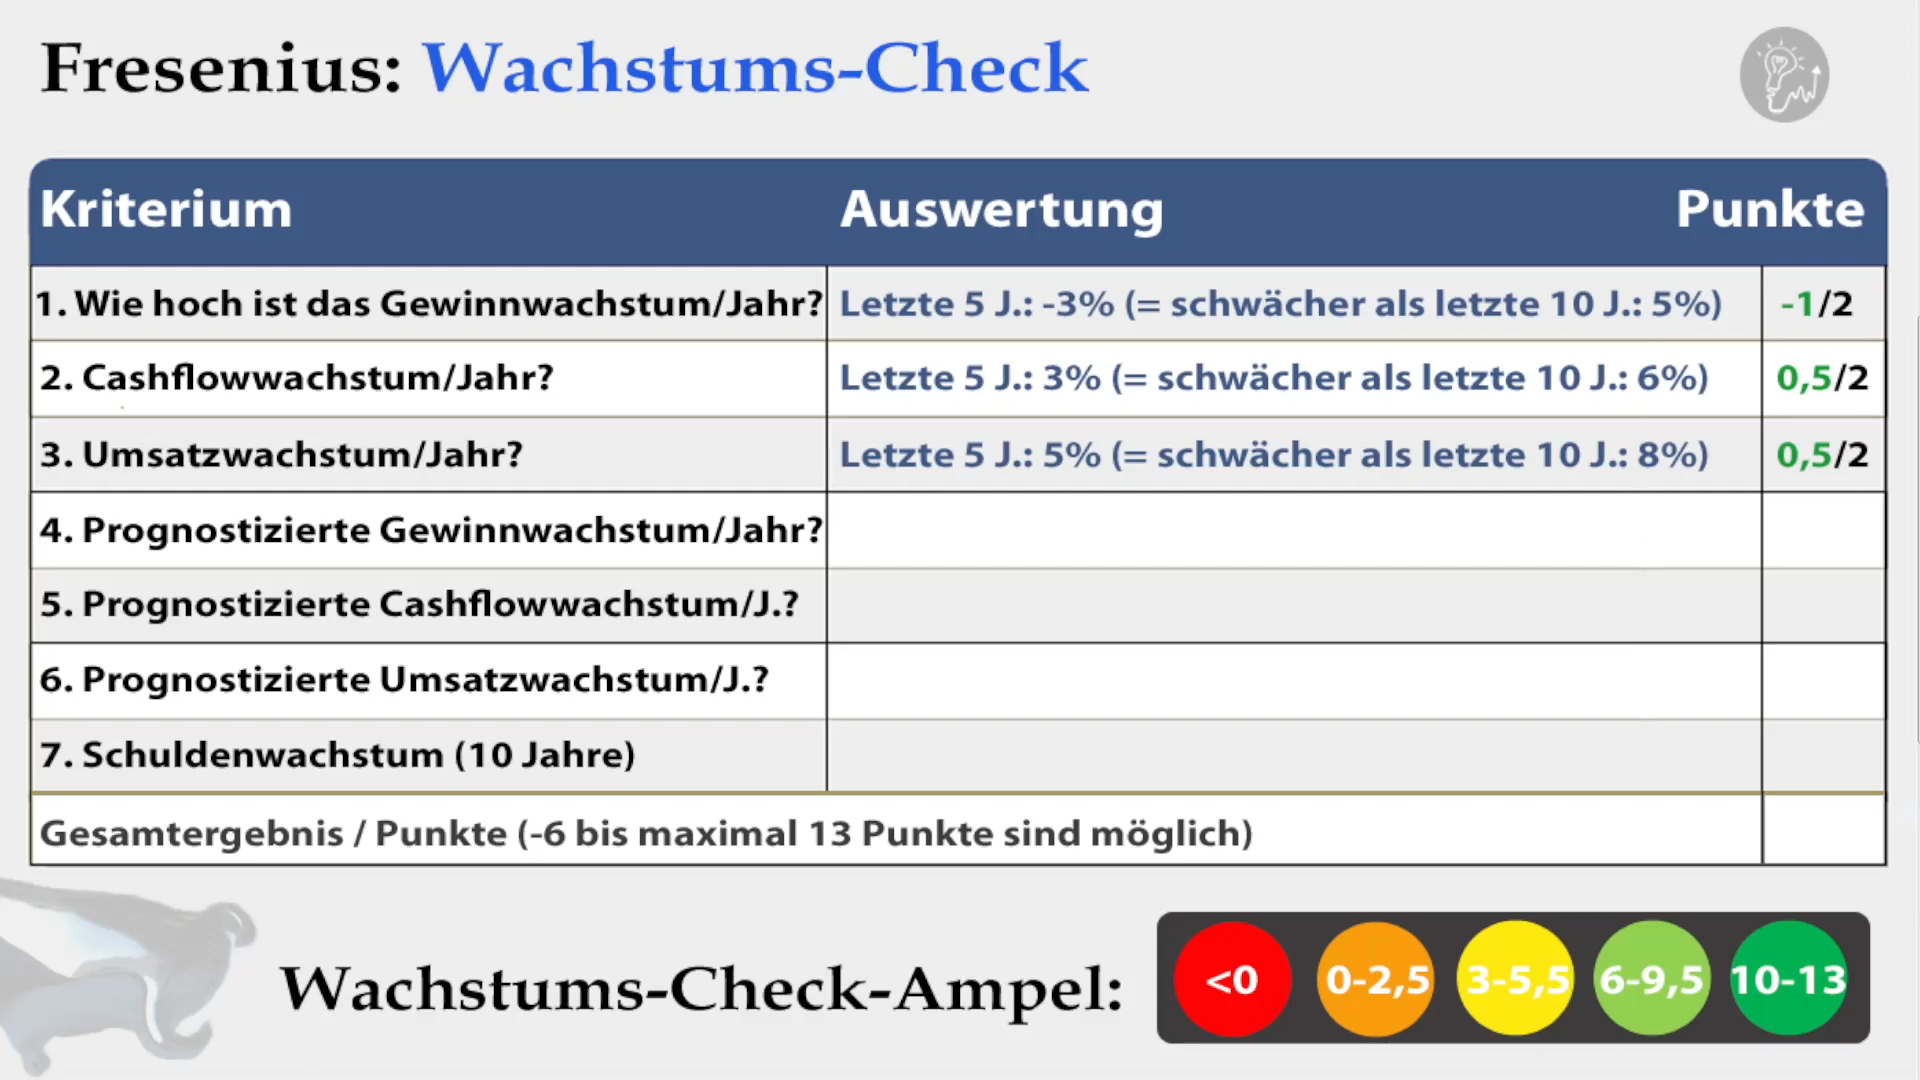 Fresenius: Wachstums-Check
Kriterium Auswertung Punkte
1. Wie hoch ist das Gewinnwachstum/Jahr? Letzte 5 J.: -3% (= schwächer als letzte 10 J.: 5%) -1/2
2. Cashflowwachstum/Jahr? Letzte 5 J.: 3% (= schwächer als letzte 10 J.: 6%) 0,5/2
3. Umsatzwachstum/Jahr? Letzte 5 J.: 5% (= schwächer als letzte 10 J.: 8%) 0,5/2
4. Prognostizierte Gewinnwachstum/Jahr?
5. Prognostizierte Cashflowwachstum/J.?
6. Prognostizierte Umsatzwachstum/J.?
7. Schuldenwachstum (10 Jahre)
Gesamtergebnis / Punkte (-6 bis maximal 13 Punkte sind möglich)
Wachstums-Check-Ampel: <0 0-2,5 3-5,5 6-9,5 10-13